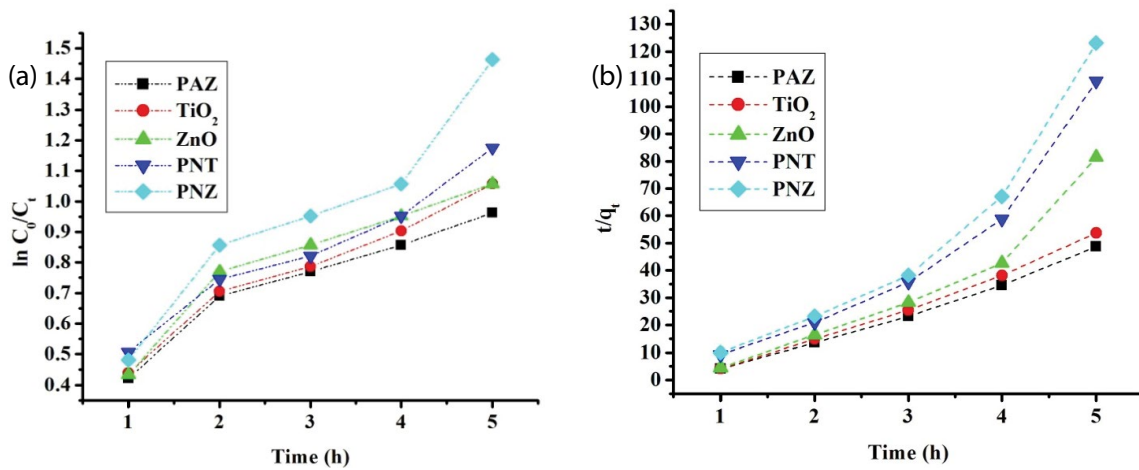 (a)
ln C₀/Cₜ
1.5
1.4
1.3
1.2
1.1
1.0
0.9
0.8
0.7
0.6
0.5
0.4
PAZ
TiO₂
ZnO
PNT
PNZ
1 2 3 4 5
Time (h)
(b)
t/qₜ
130
120
110
100
90
80
70
60
50
40
30
20
10
0
PAZ
TiO₂
ZnO
PNT
PNZ
1 2 3 4 5
Time (h)